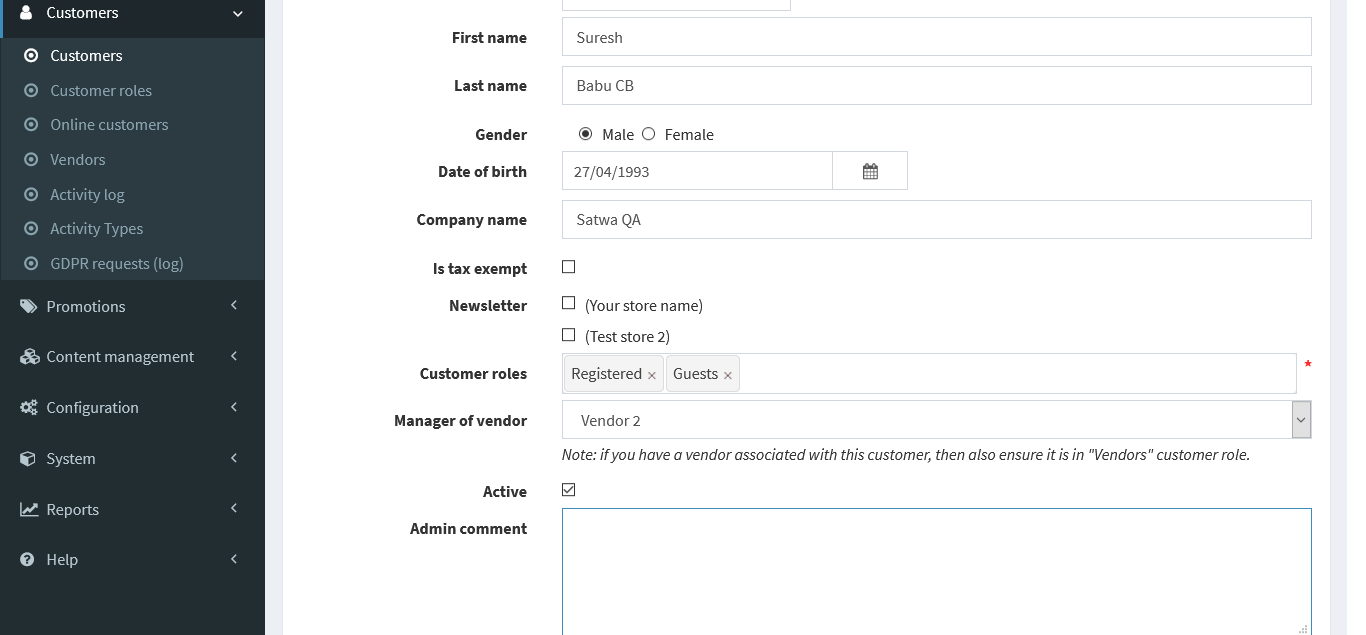 Customers
Customers
Customer roles
Online customers
Vendors
Activity log
Activity Types
GDPR requests (log)
Promotions
Content management
Configuration
System
Reports
Help
First name Suresh
Last name Babu CB
Gender Male Female
Date of birth 27/04/1993
Company name Satwa QA
Is tax exempt
Newsletter (Your store name)
(Test store 2)
Customer roles Registered × Guests × *
Manager of vendor Vendor 2
Note: if you have a vendor associated with this customer, then also ensure it is in "Vendors" customer role.
Active
Admin comment